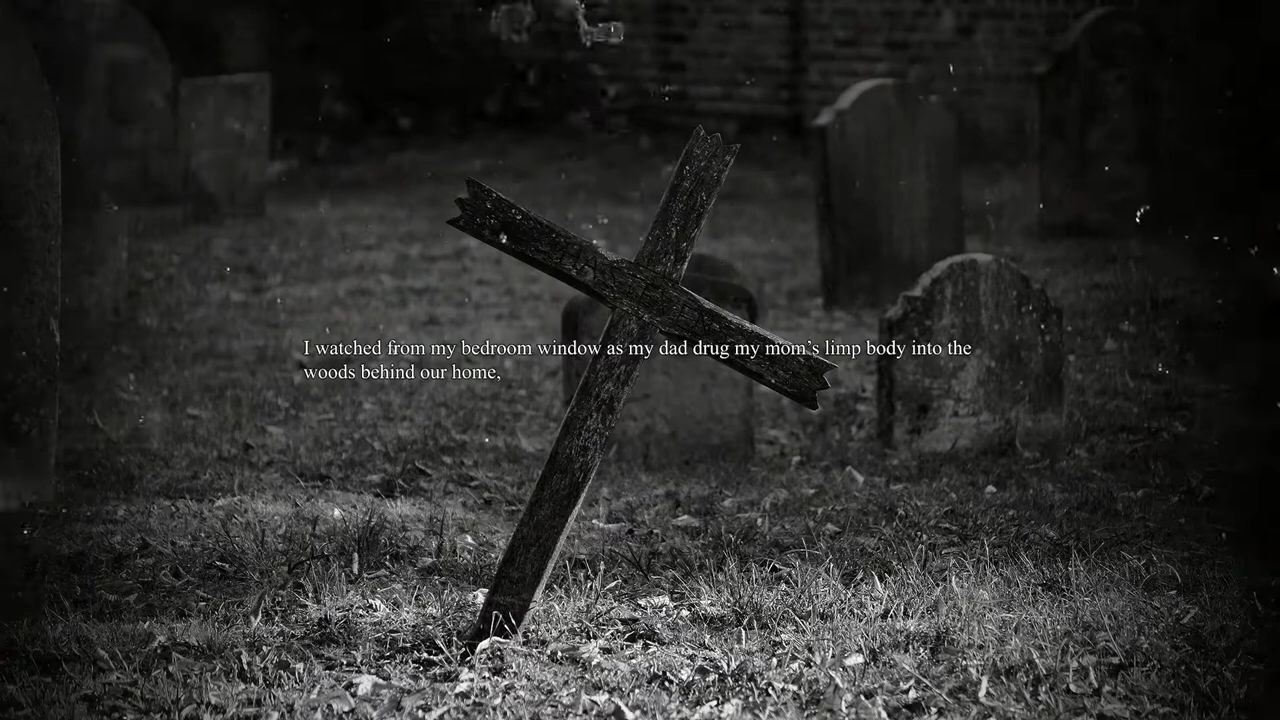 I watched from my bedroom window as my dad drug my mom's limp body into the
woods behind our home,